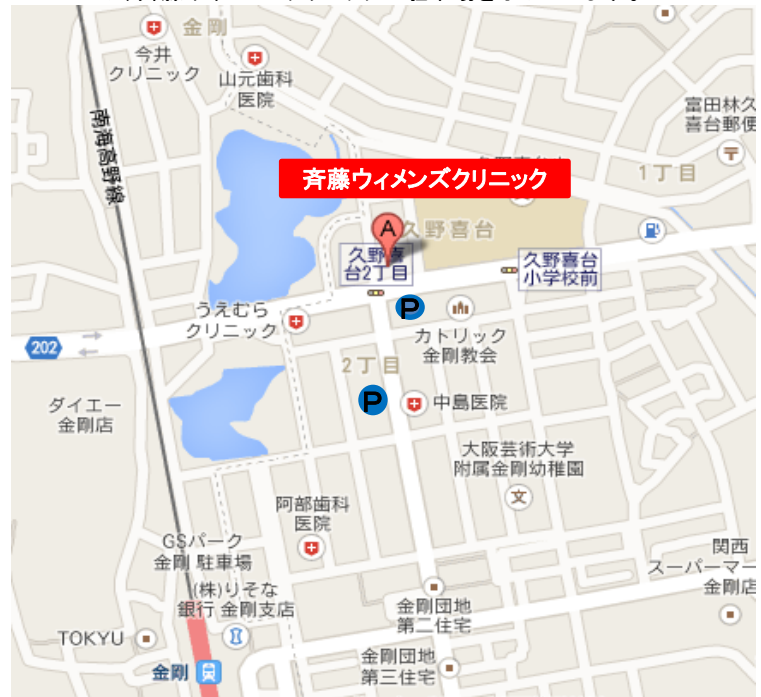 金剛
今井
クリニック
山元歯科
医院
南海高野線
富田林久
喜台郵便
1丁目
斉藤ウィメンズクリニック
A
久野喜台
久野喜
台2丁目
久野喜台
小学校前
うえむら
クリニック
P
カトリック
金剛教会
202
2丁目
ダイエー
金剛店
P
中島医院
大阪芸術大学
附属金剛幼稚園
文
阿部歯科
医院
GSパーク
金剛 駐車場
関西
スーパーマー
金剛店
(株)りそな
銀行 金剛支店
金剛団地
第二住宅
TOKYU
金剛
金剛団地
第三住宅